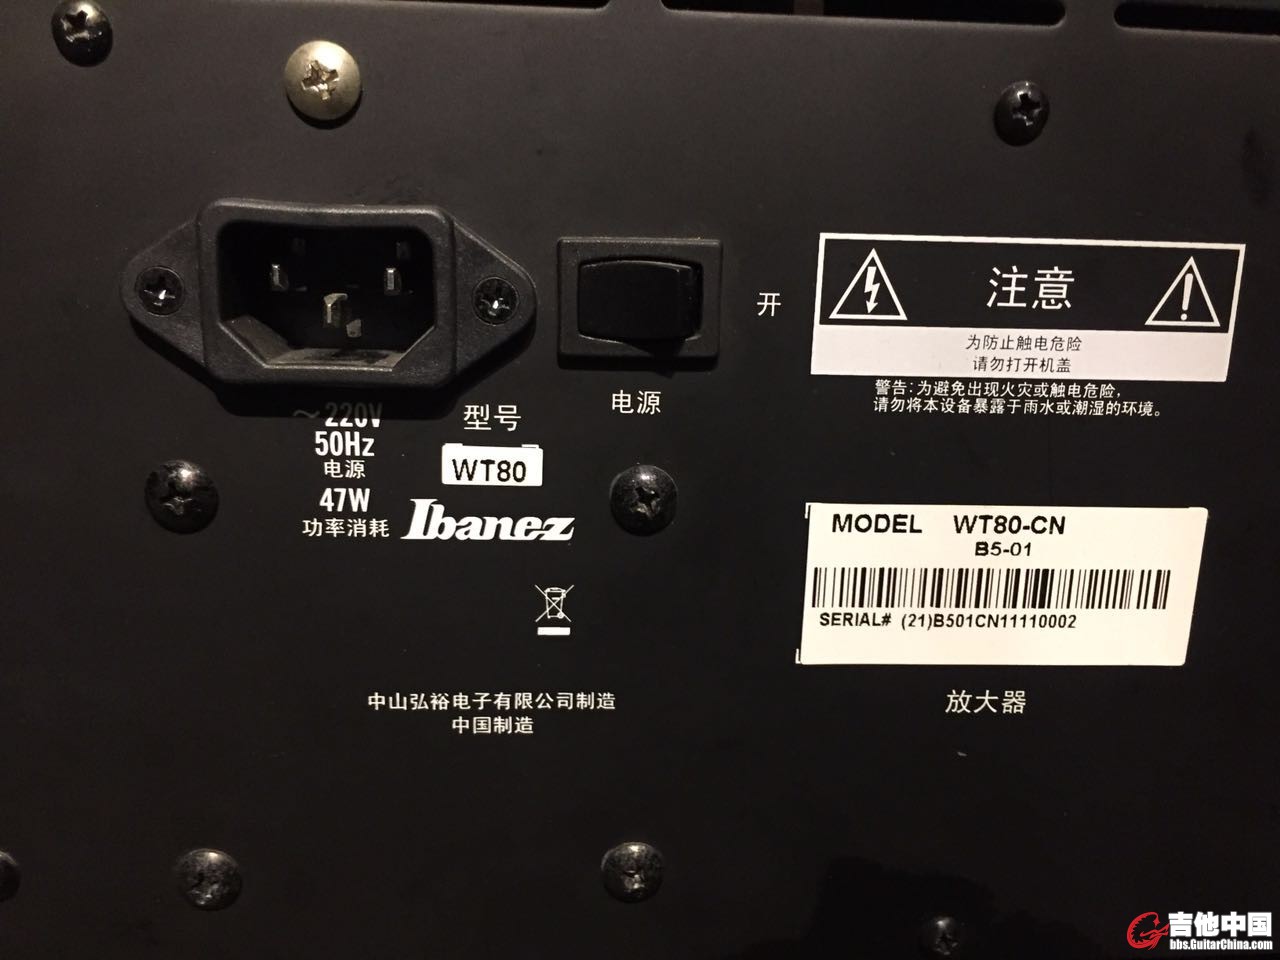 开
注意
为防止触电危险
请勿打开机盖
警告:为避免出现火灾或触电危险,
请勿将本设备暴露于雨水或潮湿的环境。
电源
~220V
50Hz
电源
47W
功率消耗
型号
WT80
Ibanez
MODEL WT80-CN
B5-01
SERIAL# (21)B501CN11110002
放大器
中山弘裕电子有限公司制造
中国制造
吉他中国
bbs.GuitarChina.com